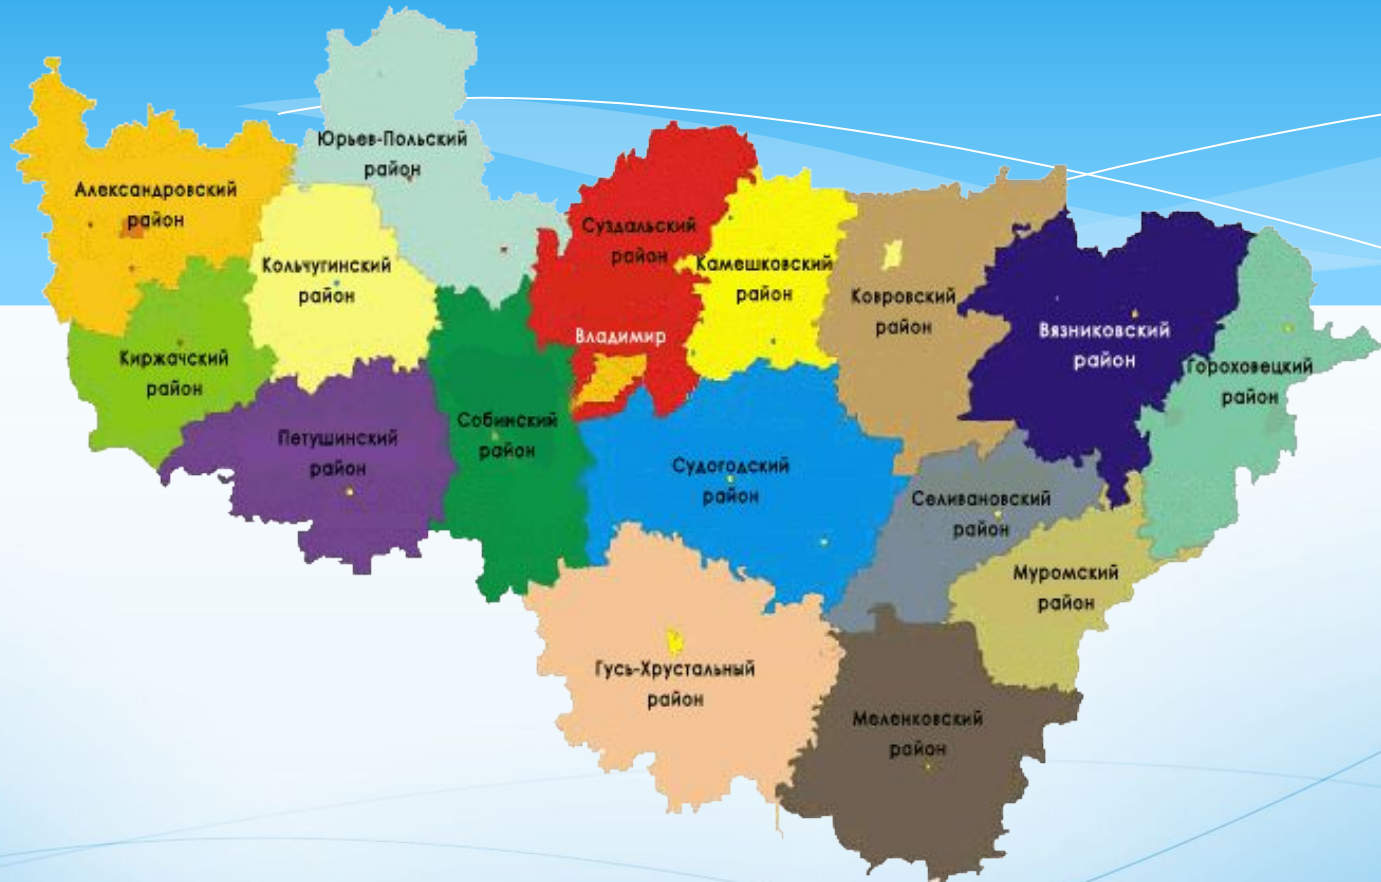 Юрьев-Польский
район
Александровский
район
Суздальский
район
Кольчугинский
район
Камешковский
район
Ковровский
район
Владимир
Вязниковский
район
Киржачский
район
Гороховецкий
район
Петушинский
район
Собинский
район
Судогодский
район
Селивановский
район
Муромский
район
Гусь-Хрустальный
район
Меленковский
район